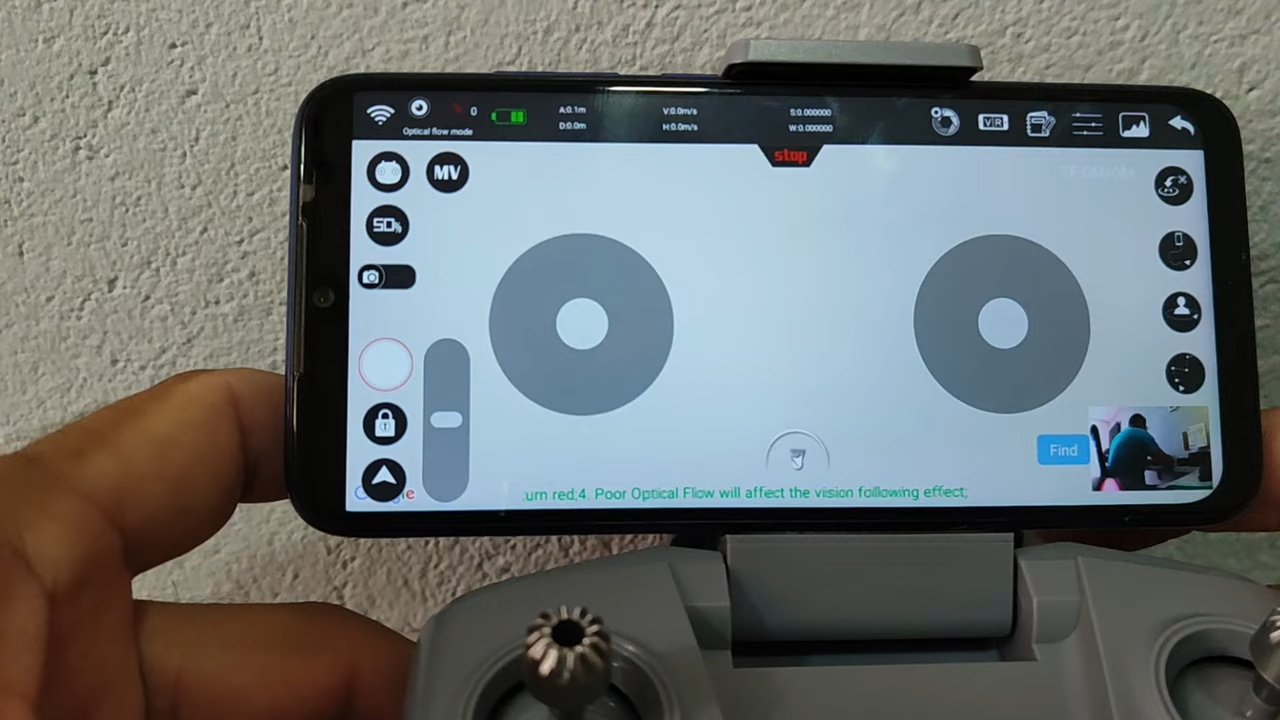 0
A:0.1m
V:0.0m/s
S:0.000000
VR
Optical flow mode
D:0.0m
H:0.0m/s
W:0.000000
stop
MV
50%
1
Find
urn red;4. Poor Optical Flow will affect the vision following effect;